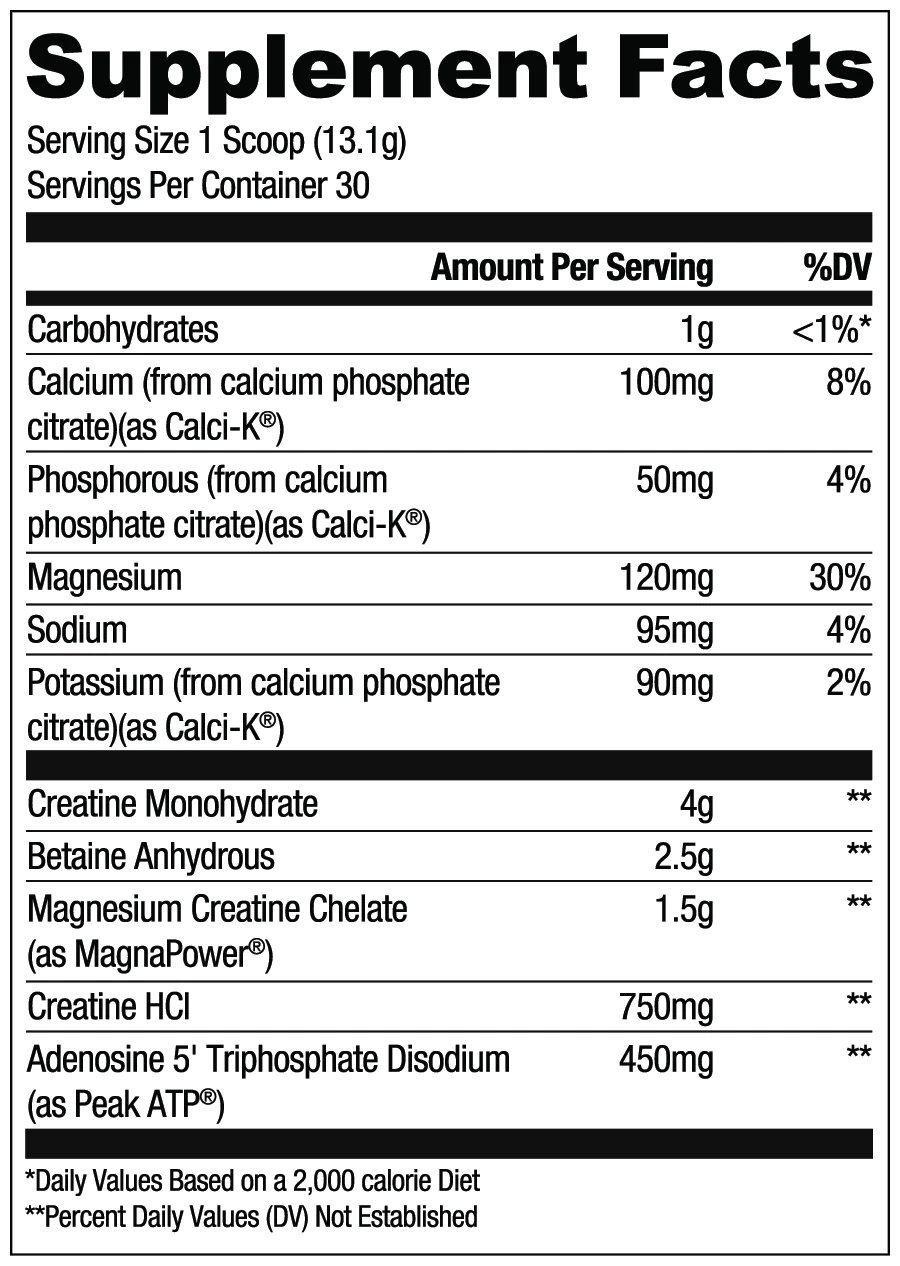 Supplement Facts
Serving Size 1 Scoop (13.1g)
Servings Per Container 30
Amount Per Serving %DV
Carbohydrates 1g <1%*
Calcium (from calcium phosphate 100mg 8%
citrate)(as Calci-K®)
Phosphorous (from calcium 50mg 4%
phosphate citrate)(as Calci-K®)
Magnesium 120mg 30%
Sodium 95mg 4%
Potassium (from calcium phosphate 90mg 2%
citrate)(as Calci-K®)
Creatine Monohydrate 4g **
Betaine Anhydrous 2.5g **
Magnesium Creatine Chelate 1.5g **
(as MagnaPower®)
Creatine HCl 750mg **
Adenosine 5' Triphosphate Disodium 450mg **
(as Peak ATP®)
*Daily Values Based on a 2,000 calorie Diet
**Percent Daily Values (DV) Not Established